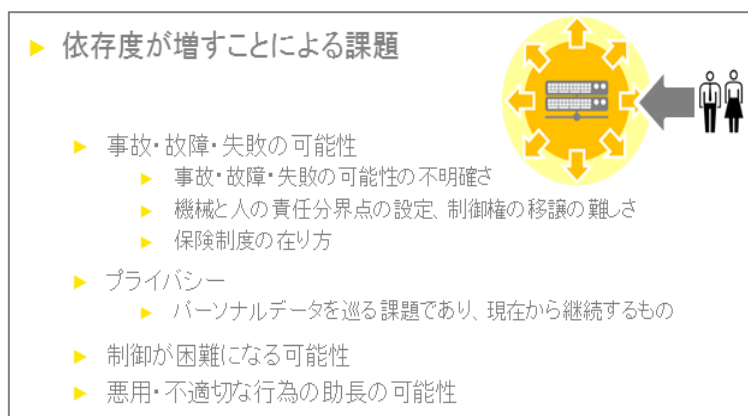 依存度が増すことによる課題
事故・故障・失敗の可能性
事故・故障・失敗の可能性の不明確さ
機械と人の責任分界点の設定、制御権の移譲の難しさ
保険制度の在り方
プライバシー
パーソナルデータを巡る課題であり、現在から継続するもの
制御が困難になる可能性
悪用・不適切な行為の助長の可能性